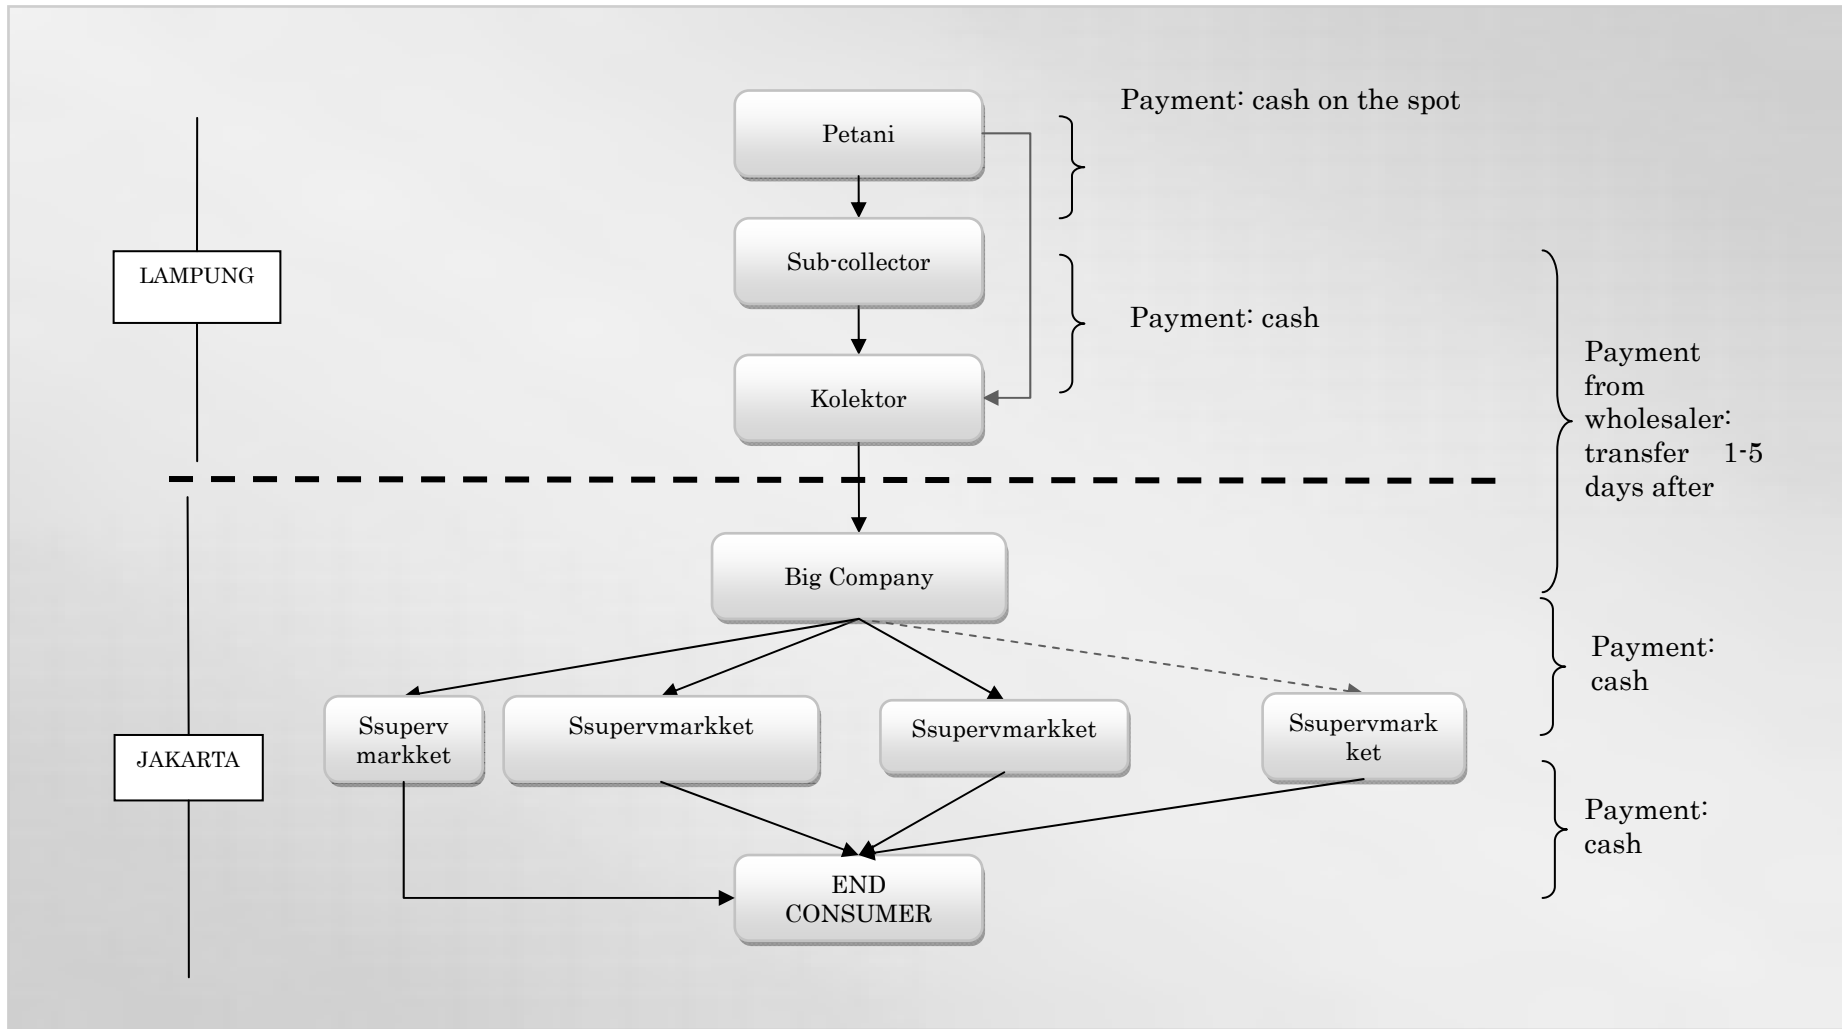 Payment: cash on the spot
Petani
Sub-collector
LAMPUNG
Payment: cash
Kolektor
Payment
from
wholesaler:
transfer 1-5
days after
Big Company
Payment:
cash
Ssuperv
markket
Ssupervmarkket
Ssupervmarkket
Ssupervmark
ket
JAKARTA
Payment:
cash
END
CONSUMER